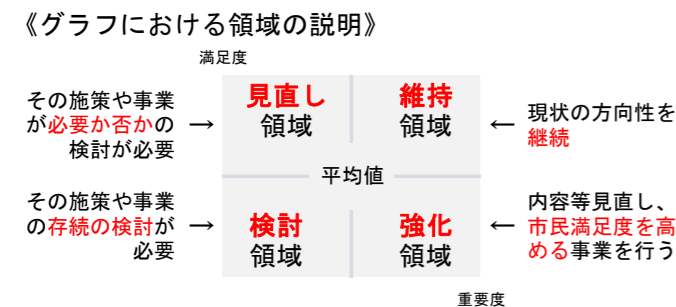 《グラフにおける領域の説明》
満足度
その施策や事業
が必要か否かの
検討が必要
→
見直し
領域
維持
領域
←
現状の方向性を
継続
平均値
その施策や事業
の存続の検討が
必要
→
検討
領域
強化
領域
←
内容等見直し、
市民満足度を高
める事業を行う
重要度